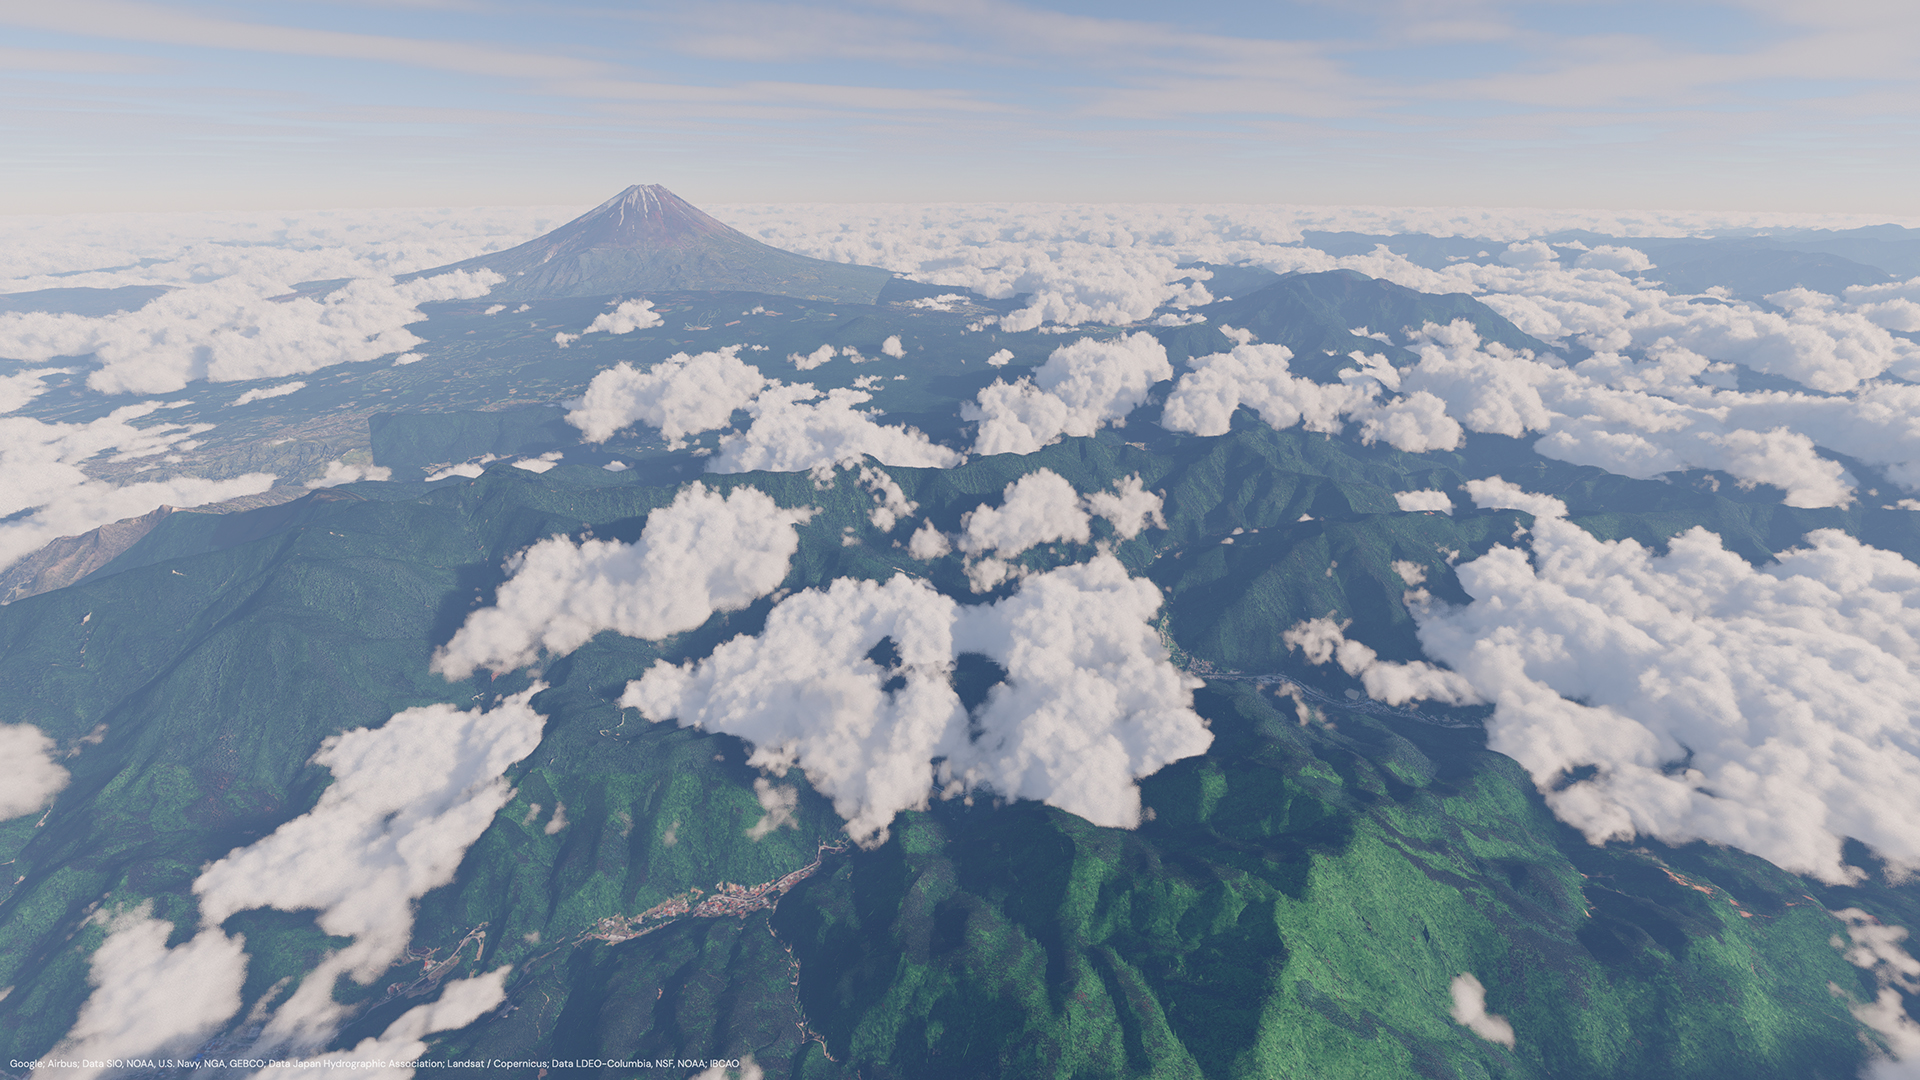 Google; Airbus; Data SIO, NOAA, U.S. Navy, NGA, GEBCO; Data Japan Hydrographic Association; Landsat / Copernicus; Data LDEO-Columbia, NSF, NOAA; IBCAO